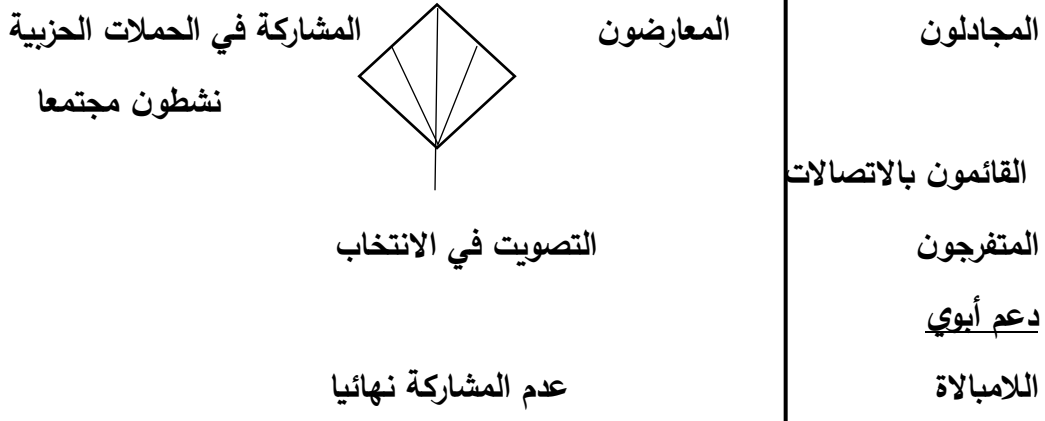 المجادلون المعارضون المشاركة في الحملات الحزبية
نشطون مجتمعا
القائمون بالاتصالات
المتفرجون التصويت في الانتخاب
دعم أبوي
اللامبالاة عدم المشاركة نهائيا